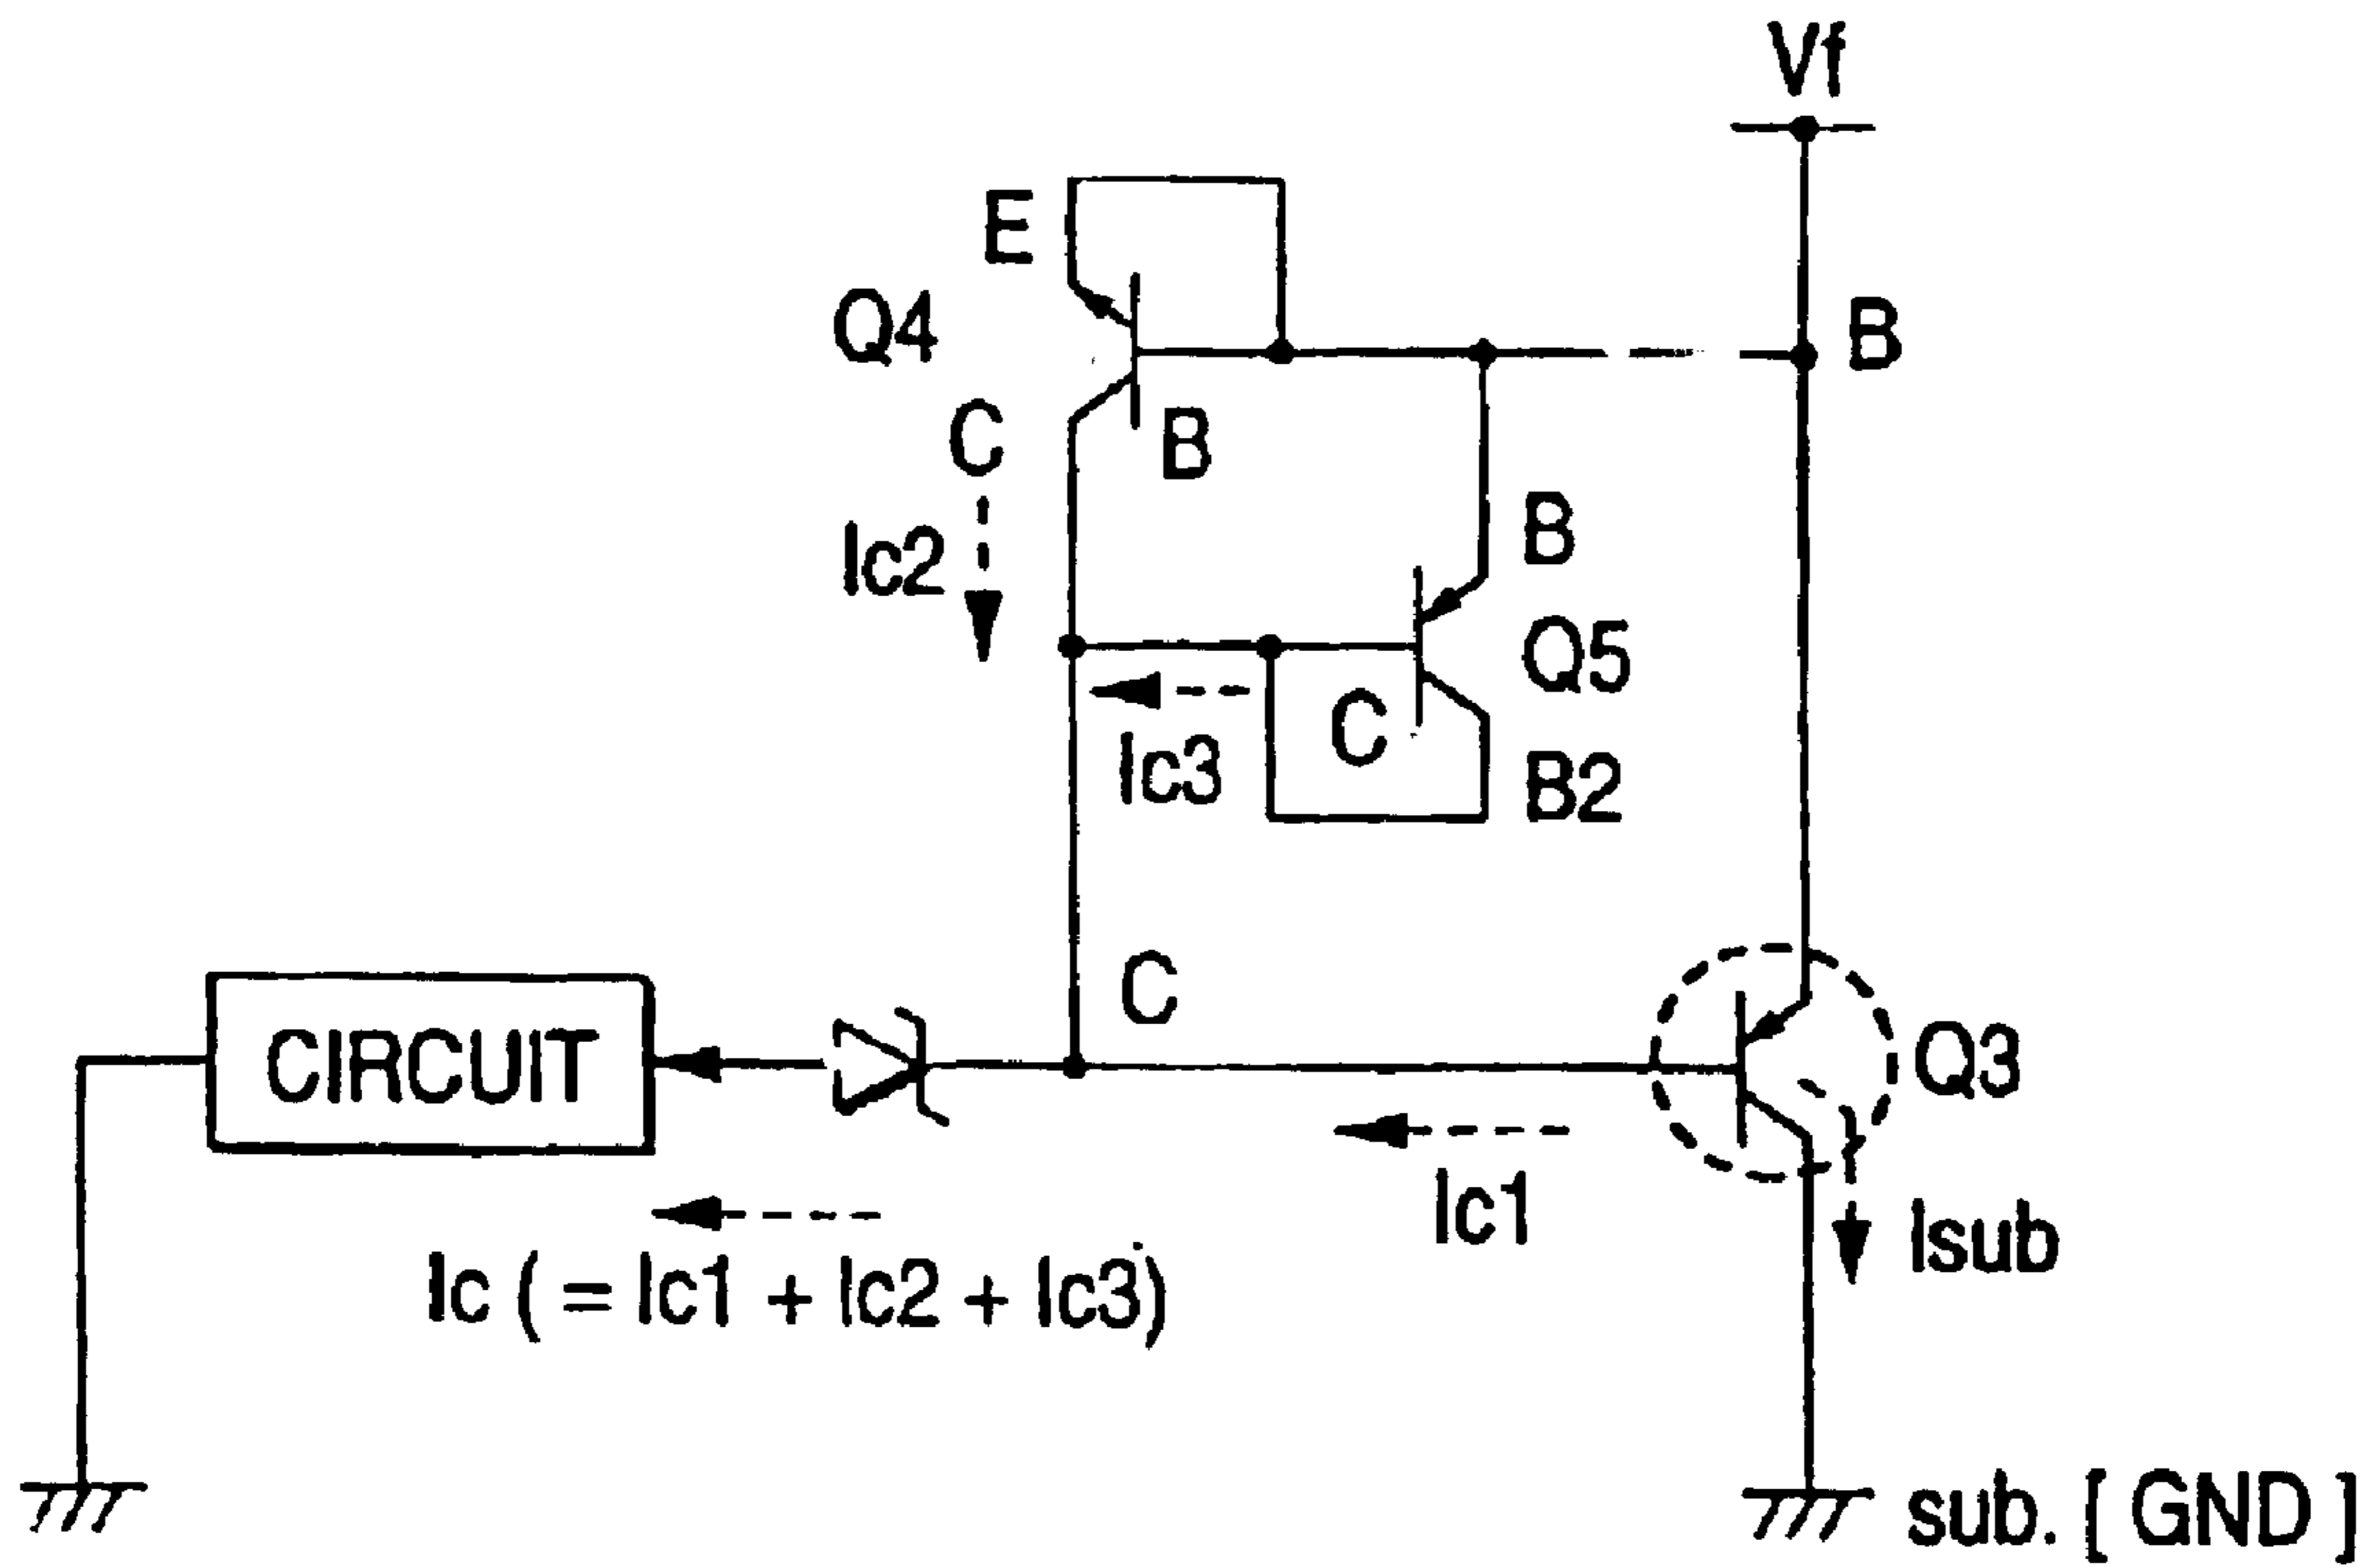 Vf
E
Q4
B
C
B
Ic2
B
Q5
C
Ic3
B2
C
CIRCUIT
Q3
Ic1
Isub
Ic ( = Ic1 + Ic2 + Ic3 )
sub. [ GND ]